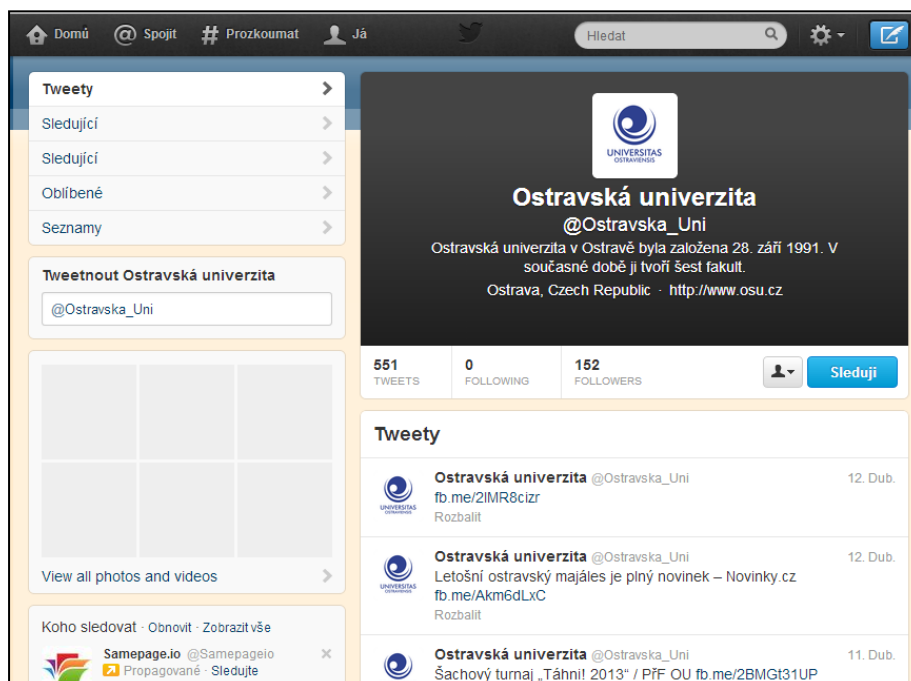 Domů Spojit Prozkoumat Já Hledat
Tweety
Sledující
Sledující
Oblíbené
Seznamy
Tweetnout Ostravská univerzita
@Ostravska_Uni
View all photos and videos
Koho sledovat · Obnovit · Zobrazit vše
Samepage.io @Samepageio
Propagované · Sledujte
UNIVERSITAS
OSTRAVIENSIS
Ostravská univerzita
@Ostravska_Uni
Ostravská univerzita v Ostravě byla založena 28. září 1991. V
současné době ji tvoří šest fakult.
Ostrava, Czech Republic · http://www.osu.cz
551 0 152
TWEETS FOLLOWING FOLLOWERS
Sleduji
Tweety
Ostravská univerzita @Ostravska_Uni 12. Dub.
fb.me/2lMR8cizr
UNIVERSITAS
OSTRAVIENSIS
Rozbalit
Ostravská univerzita @Ostravska_Uni 12. Dub.
Letošní ostravský majáles je plný novinek – Novinky.cz
fb.me/Akm6dLxC
UNIVERSITAS
OSTRAVIENSIS
Rozbalit
Ostravská univerzita @Ostravska_Uni 11. Dub.
Šachový turnaj „Táhni! 2013“ / PřF OU fb.me/2BMGt31UP